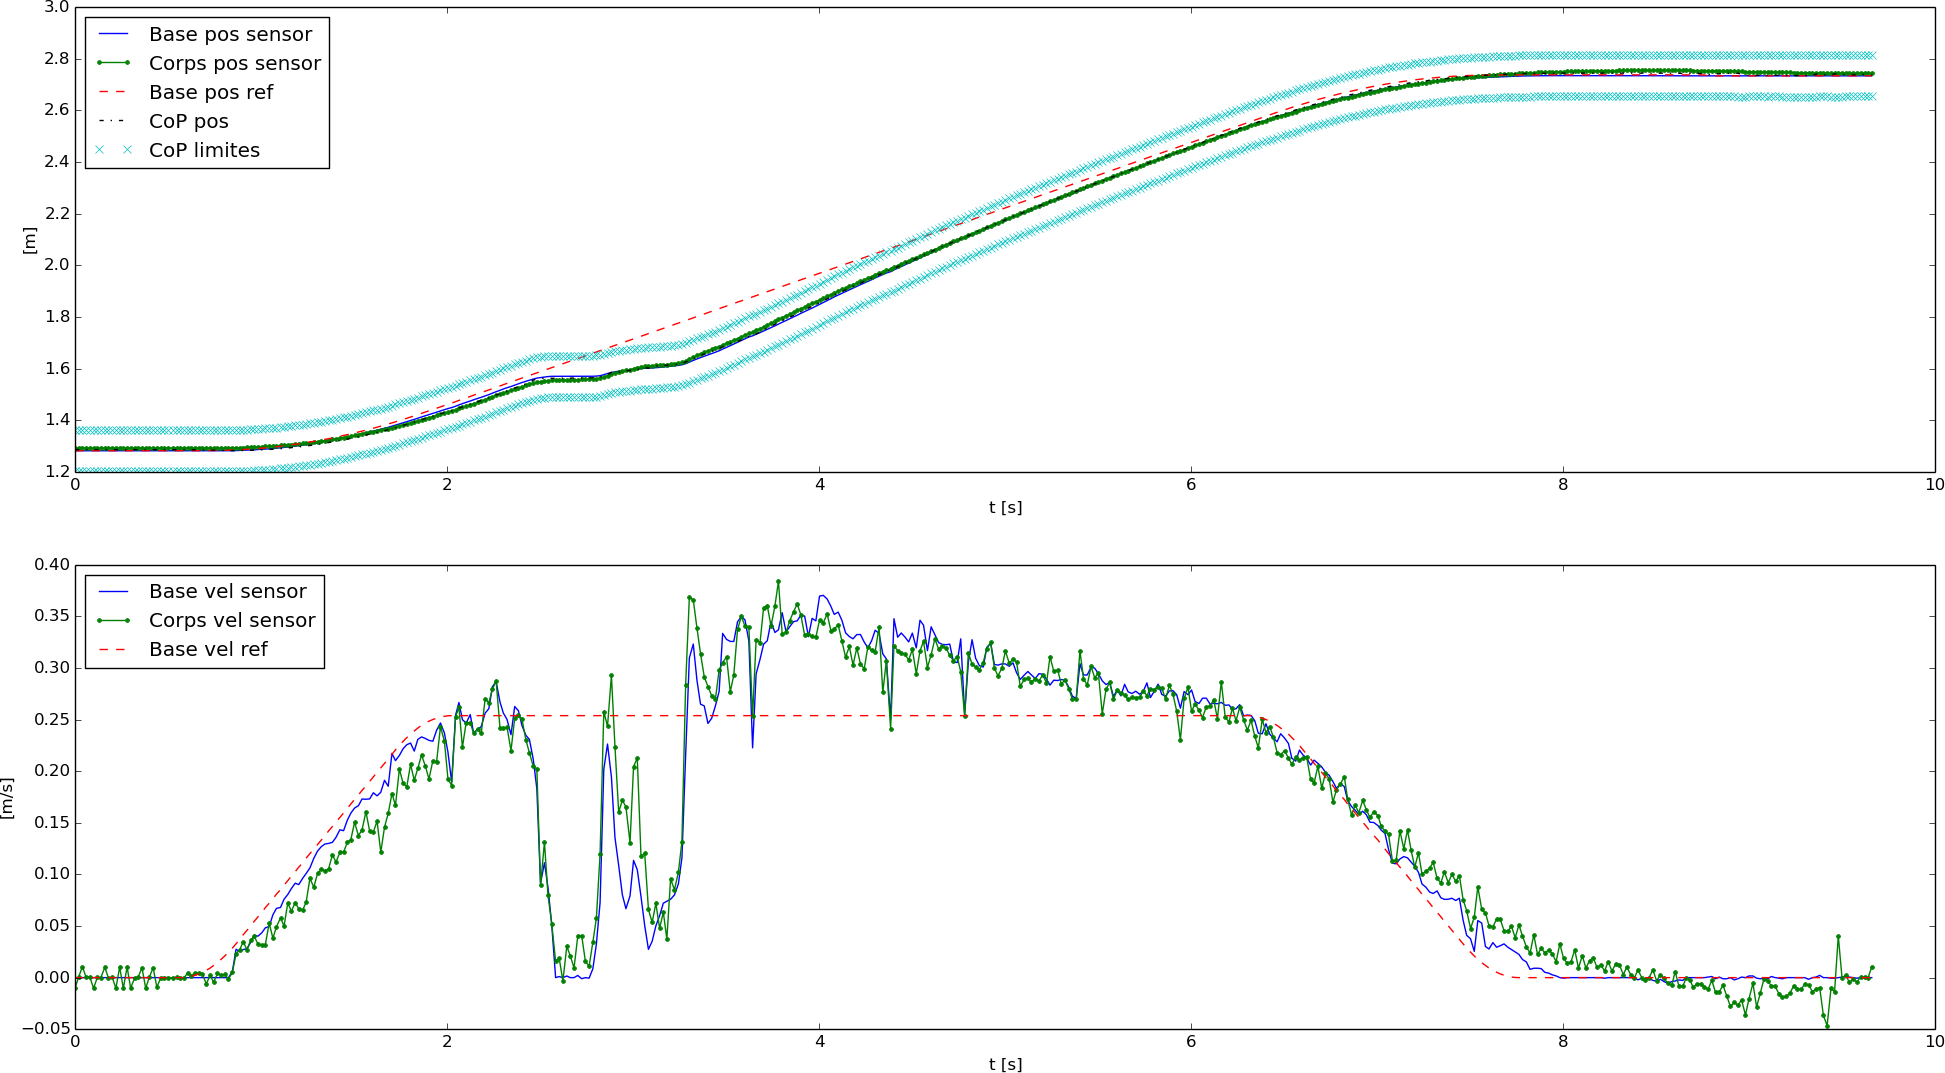 3.0
2.8
2.6
2.4
2.2
2.0
1.8
1.6
1.4
1.2
[m]
Base pos sensor
Corps pos sensor
Base pos ref
CoP pos
CoP limites
0 2 4 6 8 10
t [s]
0.40
0.35
0.30
0.25
0.20
0.15
0.10
0.05
0.00
−0.05
[m/s]
Base vel sensor
Corps vel sensor
Base vel ref
0 2 4 6 8 10
t [s]